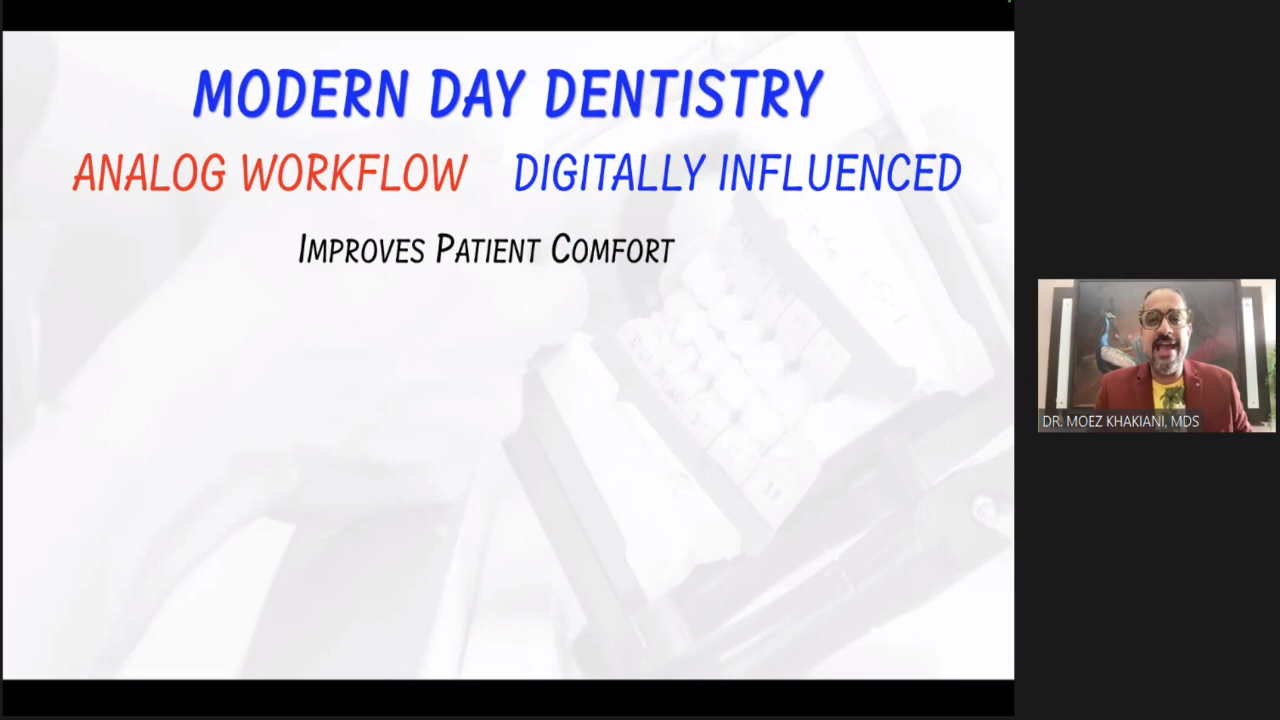 MODERN DAY DENTISTRY
ANALOG WORKFLOW DIGITALLY INFLUENCED
IMPROVES PATIENT COMFORT
DR. MOEZ KHAKIANI, MDS